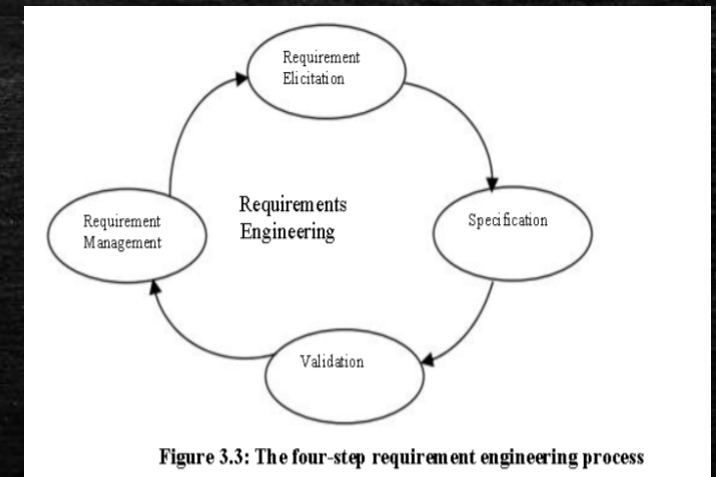 Requirement
Elicitation
Requirements
Engineering
Requirement
Management
Specification
Validation
Figure 3.3: The four-step requirement engineering process